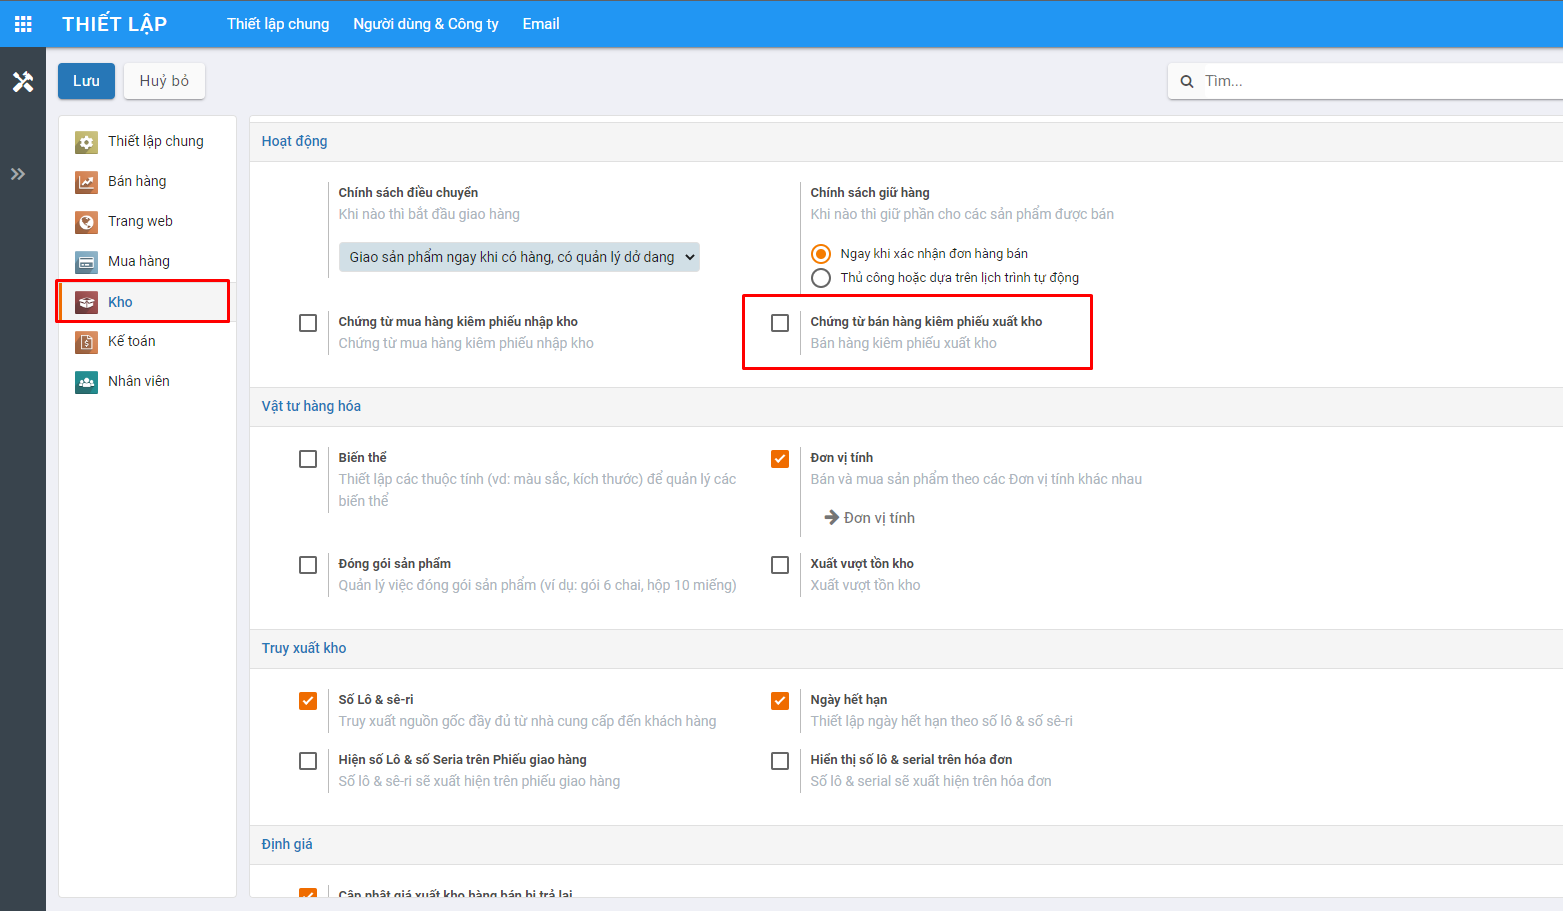 THIẾT LẬP
Thiết lập chung
Người dùng & Công ty
Email
Lưu
Huỷ bỏ
Tìm...
Thiết lập chung
Bán hàng
Trang web
Mua hàng
Kho
Kế toán
Nhân viên
Hoạt động
Chính sách điều chuyển
Khi nào thì bắt đầu giao hàng
Giao sản phẩm ngay khi có hàng, có quản lý dở dang
Chính sách giữ hàng
Khi nào thì giữ phần cho các sản phẩm được bán
Ngay khi xác nhận đơn hàng bán
Thủ công hoặc dựa trên lịch trình tự động
Chứng từ mua hàng kiêm phiếu nhập kho
Chứng từ mua hàng kiêm phiếu nhập kho
Chứng từ bán hàng kiêm phiếu xuất kho
Bán hàng kiêm phiếu xuất kho
Vật tư hàng hóa
Biến thể
Thiết lập các thuộc tính (vd: màu sắc, kích thước) để quản lý các
biến thể
Đơn vị tính
Bán và mua sản phẩm theo các Đơn vị tính khác nhau
Đơn vị tính
Đóng gói sản phẩm
Quản lý việc đóng gói sản phẩm (ví dụ: gói 6 chai, hộp 10 miếng)
Xuất vượt tồn kho
Xuất vượt tồn kho
Truy xuất kho
Số Lô & sê-ri
Truy xuất nguồn gốc đầy đủ từ nhà cung cấp đến khách hàng
Ngày hết hạn
Thiết lập ngày hết hạn theo số lô & số sê-ri
Hiện số Lô & số Seria trên Phiếu giao hàng
Số lô & sê-ri sẽ xuất hiện trên phiếu giao hàng
Hiển thị số lô & serial trên hóa đơn
Số lô & serial sẽ xuất hiện trên hóa đơn
Định giá
Cập nhật giá xuất kho hàng bán bị trả lại